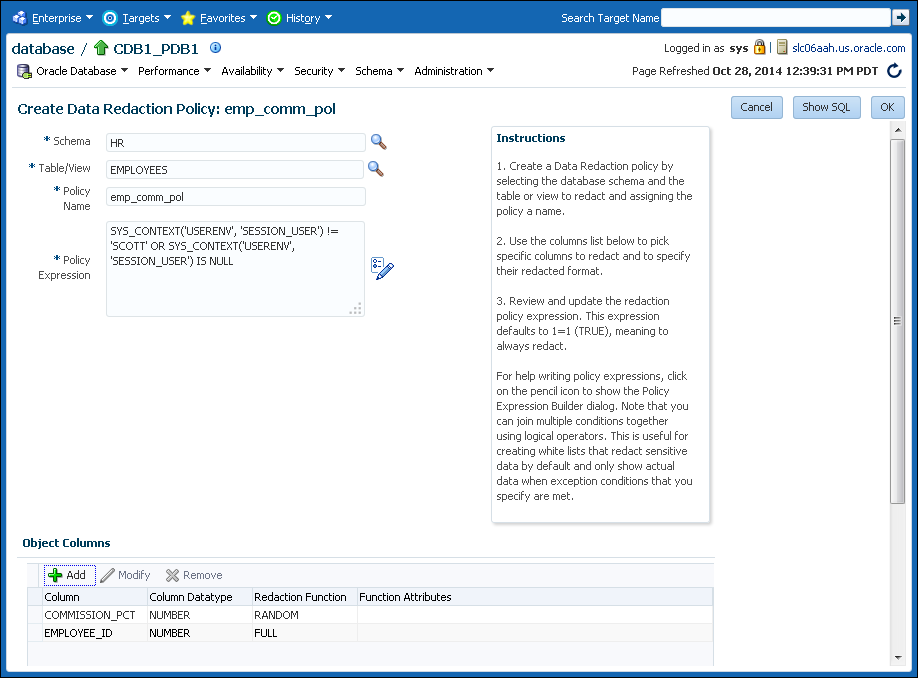 Enterprise Targets Favorites History Search Target Name
database / CDB1_PDB1 Logged in as sys slc06aah.us.oracle.com
Oracle Database Performance Availability Security Schema Administration Page Refreshed Oct 28, 2014 12:39:31 PM PDT
Create Data Redaction Policy: emp_comm_pol Cancel Show SQL OK
* Schema HR
* Table/View EMPLOYEES
* Policy
Name emp_comm_pol
* Policy
Expression
SYS_CONTEXT('USERENV', 'SESSION_USER') !=
'SCOTT' OR SYS_CONTEXT('USERENV',
'SESSION_USER') IS NULL
Instructions
1. Create a Data Redaction policy by
selecting the database schema and the
table or view to redact and assigning the
policy a name.
2. Use the columns list below to pick
specific columns to redact and to specify
their redacted format.
3. Review and update the redaction
policy expression. This expression
defaults to 1=1 (TRUE), meaning to
always redact.
For help writing policy expressions, click
on the pencil icon to show the Policy
Expression Builder dialog. Note that you
can join multiple conditions together
using logical operators. This is useful for
creating white lists that redact sensitive
data by default and only show actual
data when exception conditions that you
specify are met.
Object Columns
Add Modify Remove
Column Column Datatype Redaction Function Function Attributes
COMMISSION_PCT NUMBER RANDOM
EMPLOYEE_ID NUMBER FULL